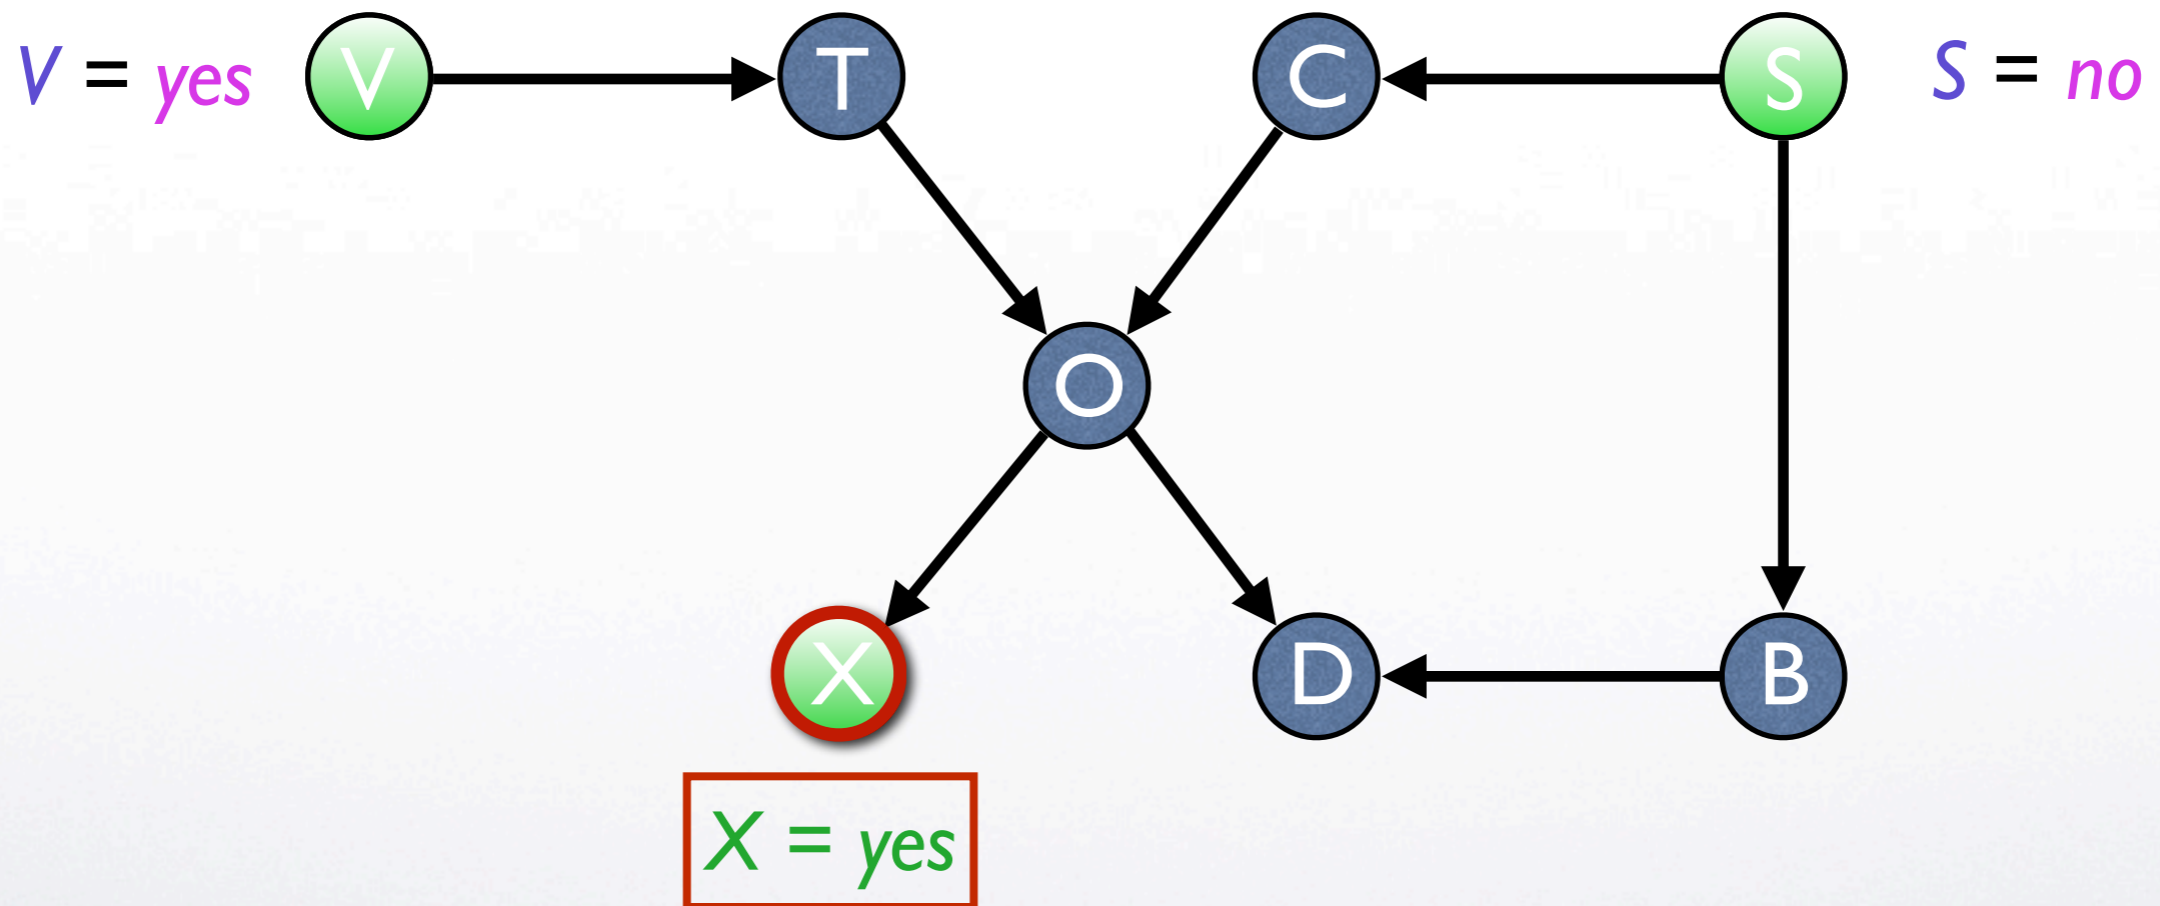 V = yes
V
T
C
S
S = no
O
X
D
B
X = yes